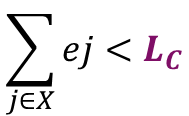 ∑ ej < L_C
j∈X